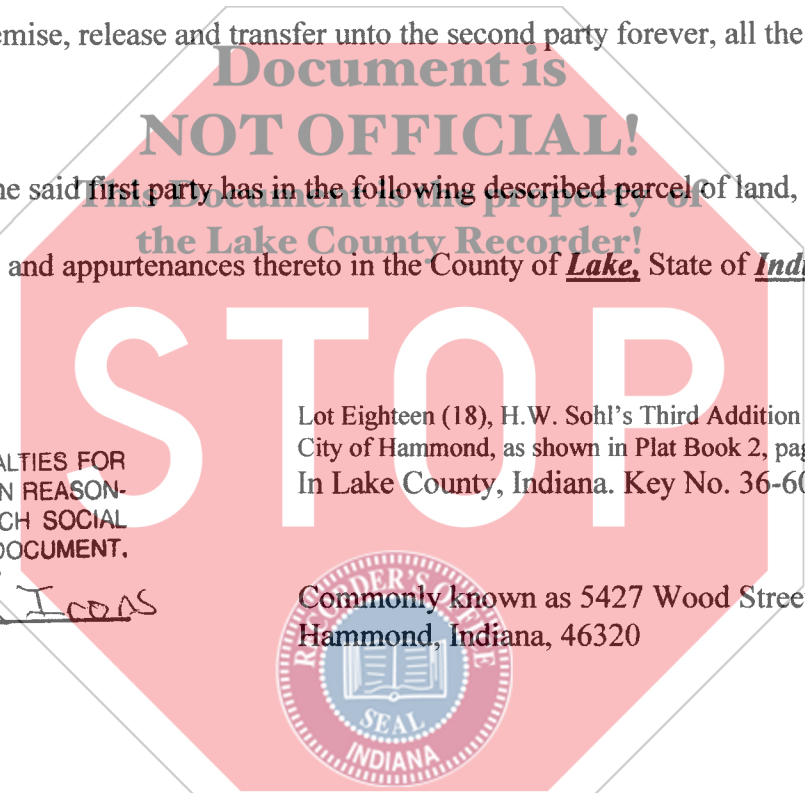 emise, release and transfer unto the second party forever, all the
Document is
NOT OFFICIAL!
he said first party has in the following described parcel of land,
This Document is the property of
the Lake County Recorder!
and appurtenances thereto in the County of Lake, State of Indi
STOP
Lot Eighteen (18), H.W. Sohl's Third Addition
City of Hammond, as shown in Plat Book 2, pag
In Lake County, Indiana. Key No. 36-60
ALTIES FOR
N REASON-
CH SOCIAL
DOCUMENT.
Icons
Commonly known as 5427 Wood Stree
Hammond, Indiana, 46320
RECORDER'S OFFICE
SEAL
INDIANA